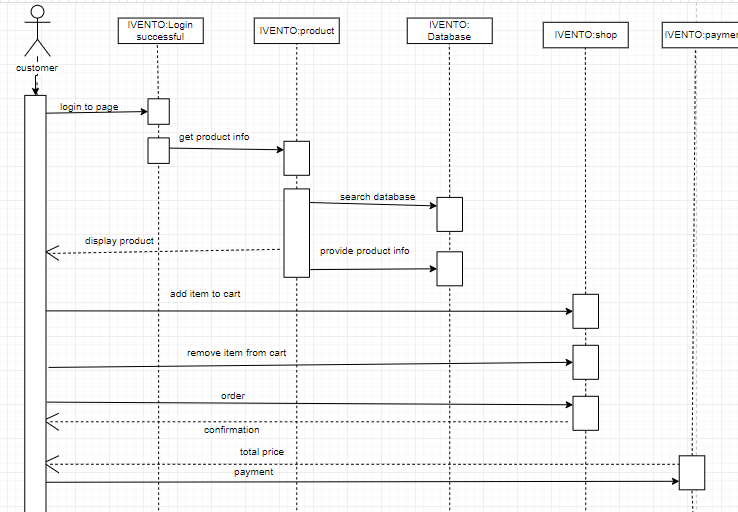 IVENTO:Login
successful
IVENTO:product
IVENTO:
Database
IVENTO:shop
IVENTO:paymer
customer
login to page
get product info
search database
display product
provide product info
add item to cart
remove item from cart
order
confirmation
total price
payment